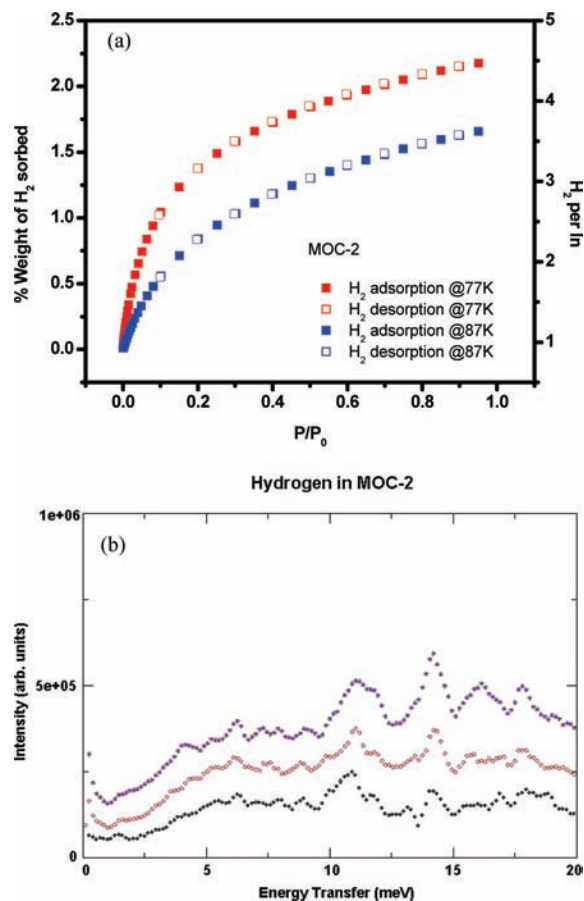 (a)
2.5
2.0
1.5
1.0
0.5
0.0
% Weight of H2 sorbed
5
4
3
2
1
H2 per In
MOC-2
H2 adsorption @77K
H2 desorption @77K
H2 adsorption @87K
H2 desorption @87K
0.0 0.2 0.4 0.6 0.8 1.0
P/P0
Hydrogen in MOC-2
(b)
1e+06
5e+05
0
Intensity (arb. units)
0 5 10 15 20
Energy Transfer (meV)